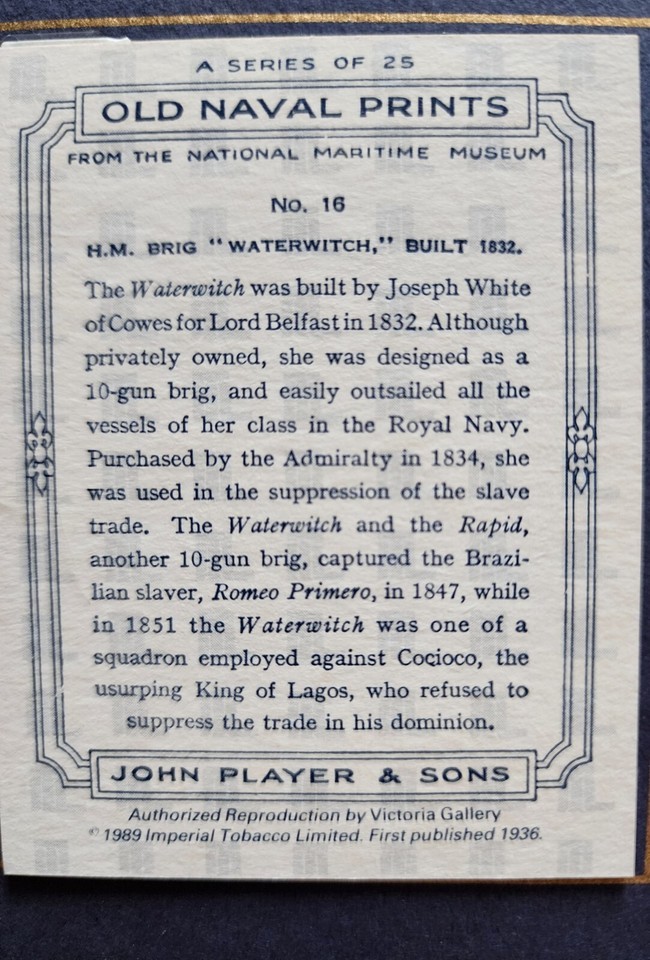 A SERIES OF 25
OLD NAVAL PRINTS
FROM THE NATIONAL MARITIME MUSEUM
No. 16
H.M. BRIG "WATERWITCH," BUILT 1832.
The Waterwitch was built by Joseph White
of Cowes for Lord Belfast in 1832. Although
privately owned, she was designed as a
10-gun brig, and easily outsailed all the
vessels of her class in the Royal Navy.
Purchased by the Admiralty in 1834, she
was used in the suppression of the slave
trade. The Waterwitch and the Rapid,
another 10-gun brig, captured the Brazi-
lian slaver, Romeo Primero, in 1847, while
in 1851 the Waterwitch was one of a
squadron employed against Cocioco, the
usurping King of Lagos, who refused to
suppress the trade in his dominion.
JOHN PLAYER & SONS
Authorized Reproduction by Victoria Gallery
© 1989 Imperial Tobacco Limited. First published 1936.